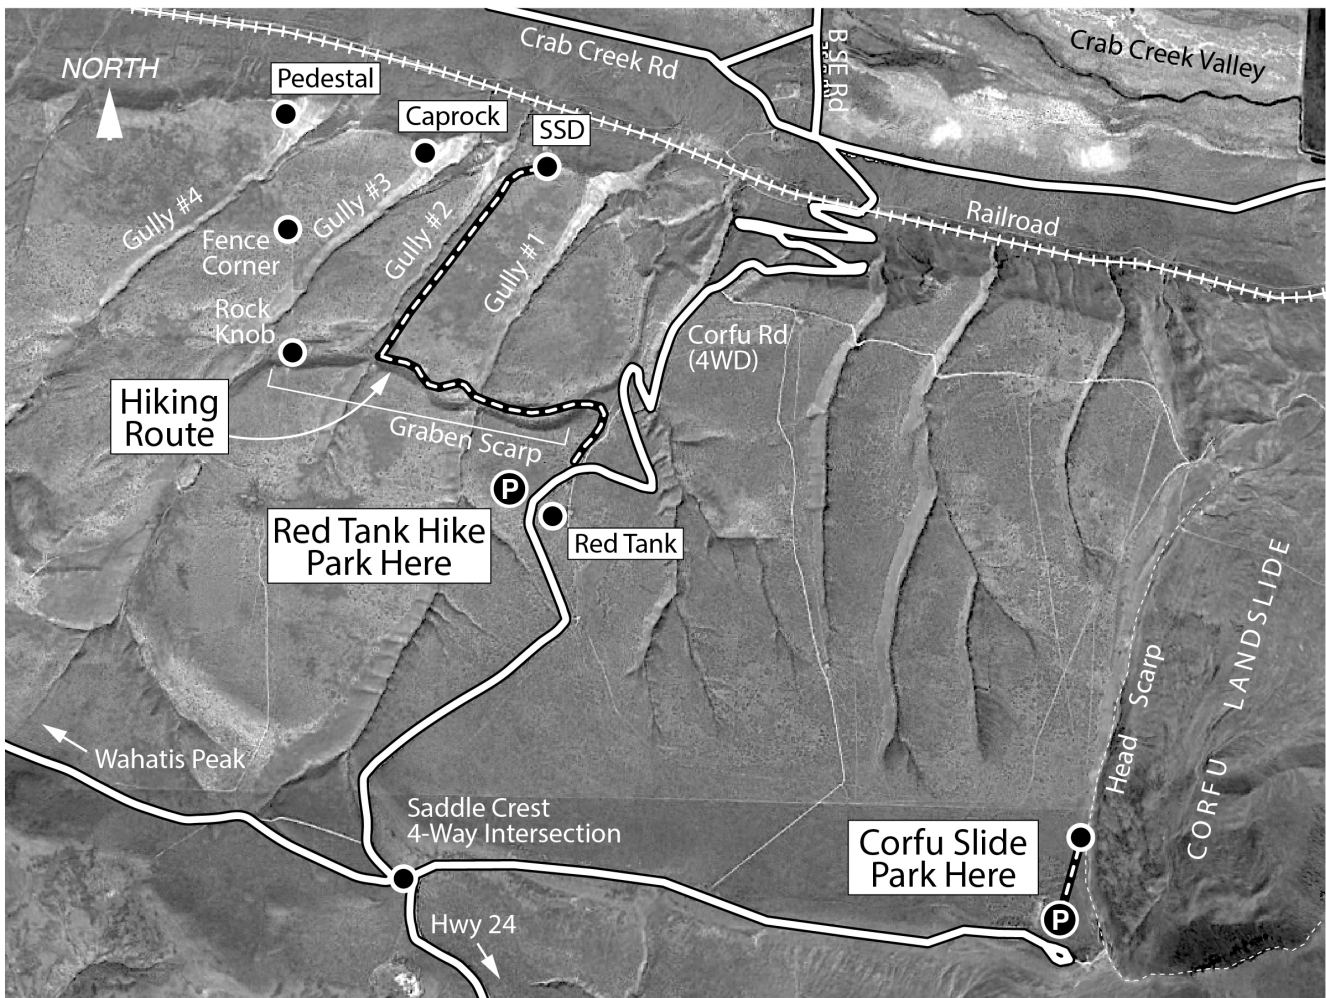 NORTH
Pedestal
Caprock
SSD
Crab Creek Rd
B SE Rd
Crab Creek Valley
Railroad
Gully #4
Gully #3
Gully #2
Gully #1
Fence
Corner
Rock
Knob
Hiking
Route
Graben Scarp
Corfu Rd
(4WD)
P
Red Tank Hike
Park Here
Red Tank
CORFU LANDSLIDE
Head Scarp
Wahatis Peak
Saddle Crest
4-Way Intersection
Corfu Slide
Park Here
P
Hwy 24